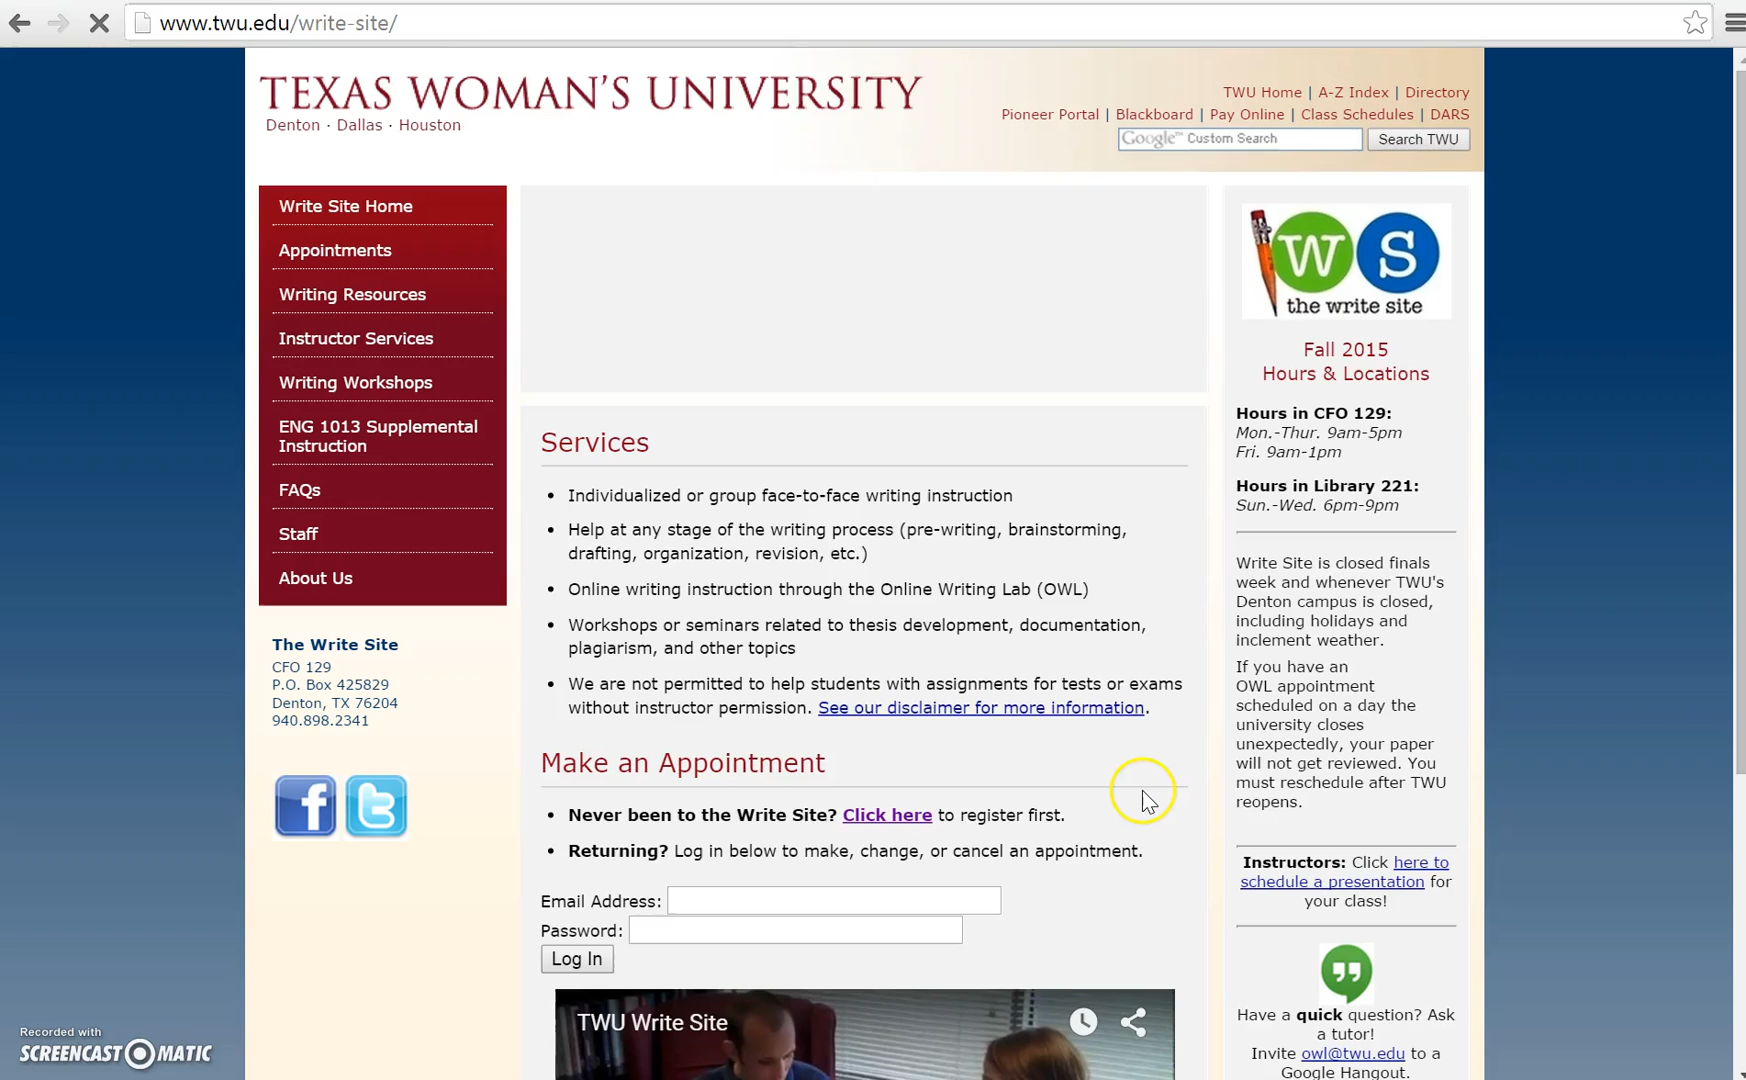 www.twu.edu/write-site/
TEXAS WOMAN'S UNIVERSITY
Denton · Dallas · Houston
TWU Home | A-Z Index | Directory
Pioneer Portal | Blackboard | Pay Online | Class Schedules | DARS
Google™ Custom Search
Search TWU
Write Site Home
Appointments
Writing Resources
Instructor Services
Writing Workshops
ENG 1013 Supplemental
Instruction
FAQs
Staff
About Us
The Write Site
CFO 129
P.O. Box 425829
Denton, TX 76204
940.898.2341
f
t
Recorded with
SCREENCAST-O-MATIC
Services
• Individualized or group face-to-face writing instruction
• Help at any stage of the writing process (pre-writing, brainstorming,
drafting, organization, revision, etc.)
• Online writing instruction through the Online Writing Lab (OWL)
• Workshops or seminars related to thesis development, documentation,
plagiarism, and other topics
• We are not permitted to help students with assignments for tests or exams
without instructor permission. See our disclaimer for more information.
Make an Appointment
• Never been to the Write Site? Click here to register first.
• Returning? Log in below to make, change, or cancel an appointment.
Email Address:
Password:
Log In
TWU Write Site
W S
the write site
Fall 2015
Hours & Locations
Hours in CFO 129:
Mon.-Thur. 9am-5pm
Fri. 9am-1pm
Hours in Library 221:
Sun.-Wed. 6pm-9pm
Write Site is closed finals
week and whenever TWU's
Denton campus is closed,
including holidays and
inclement weather.
If you have an
OWL appointment
scheduled on a day the
university closes
unexpectedly, your paper
will not get reviewed. You
must reschedule after TWU
reopens.
Instructors: Click here to
schedule a presentation for
your class!
Have a quick question? Ask
a tutor!
Invite owl@twu.edu to a
Google Hangout.